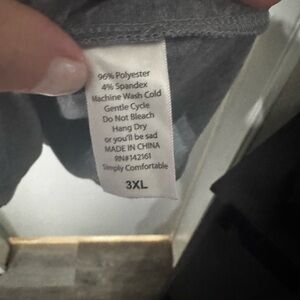 96% Polyester
4% Spandex
Machine Wash Cold
Gentle Cycle
Do Not Bleach
Hang Dry
or you'll be sad
MADE IN CHINA
RN#142161
Simply Comfortable
3XL